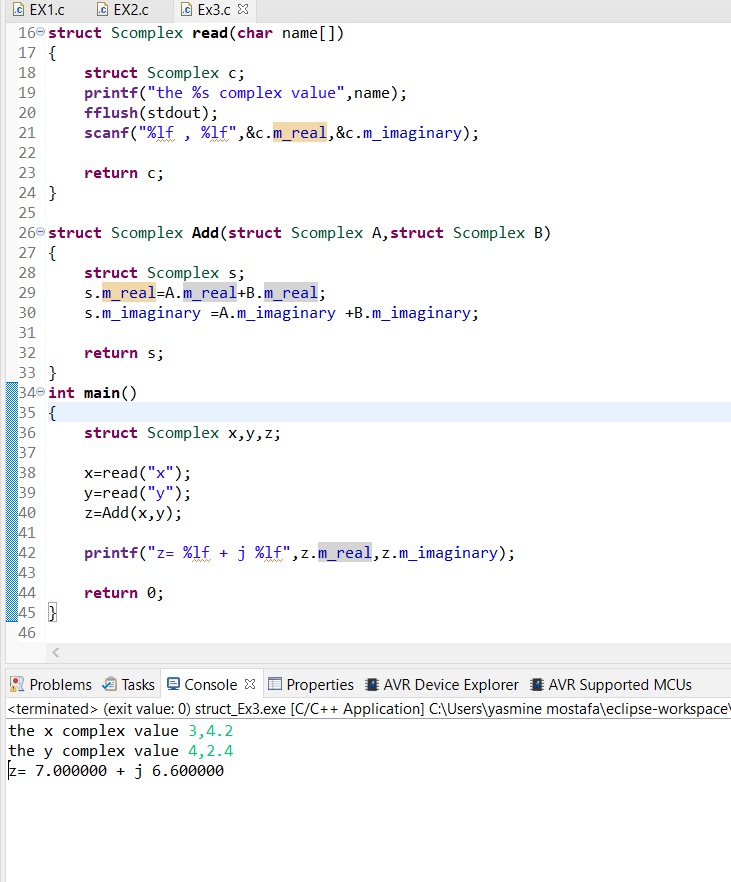 EX1.c EX2.c Ex3.c
16 struct Scomplex read(char name[])
17 {
18 struct Scomplex c;
19 printf("the %s complex value",name);
20 fflush(stdout);
21 scanf("%lf , %lf",&c.m_real,&c.m_imaginary);
22
23 return c;
24 }
25
26 struct Scomplex Add(struct Scomplex A,struct Scomplex B)
27 {
28 struct Scomplex s;
29 s.m_real=A.m_real+B.m_real;
30 s.m_imaginary =A.m_imaginary +B.m_imaginary;
31
32 return s;
33 }
34 int main()
35 {
36 struct Scomplex x,y,z;
37
38 x=read("x");
39 y=read("y");
40 z=Add(x,y);
41
42 printf("z= %lf + j %lf",z.m_real,z.m_imaginary);
43
44 return 0;
45 }
46
Problems Tasks Console Properties AVR Device Explorer AVR Supported MCUs
<terminated> (exit value: 0) struct_Ex3.exe [C/C++ Application] C:\Users\yasmine mostafa\eclipse-workspace\
the x complex value 3,4.2
the y complex value 4,2.4
z= 7.000000 + j 6.600000